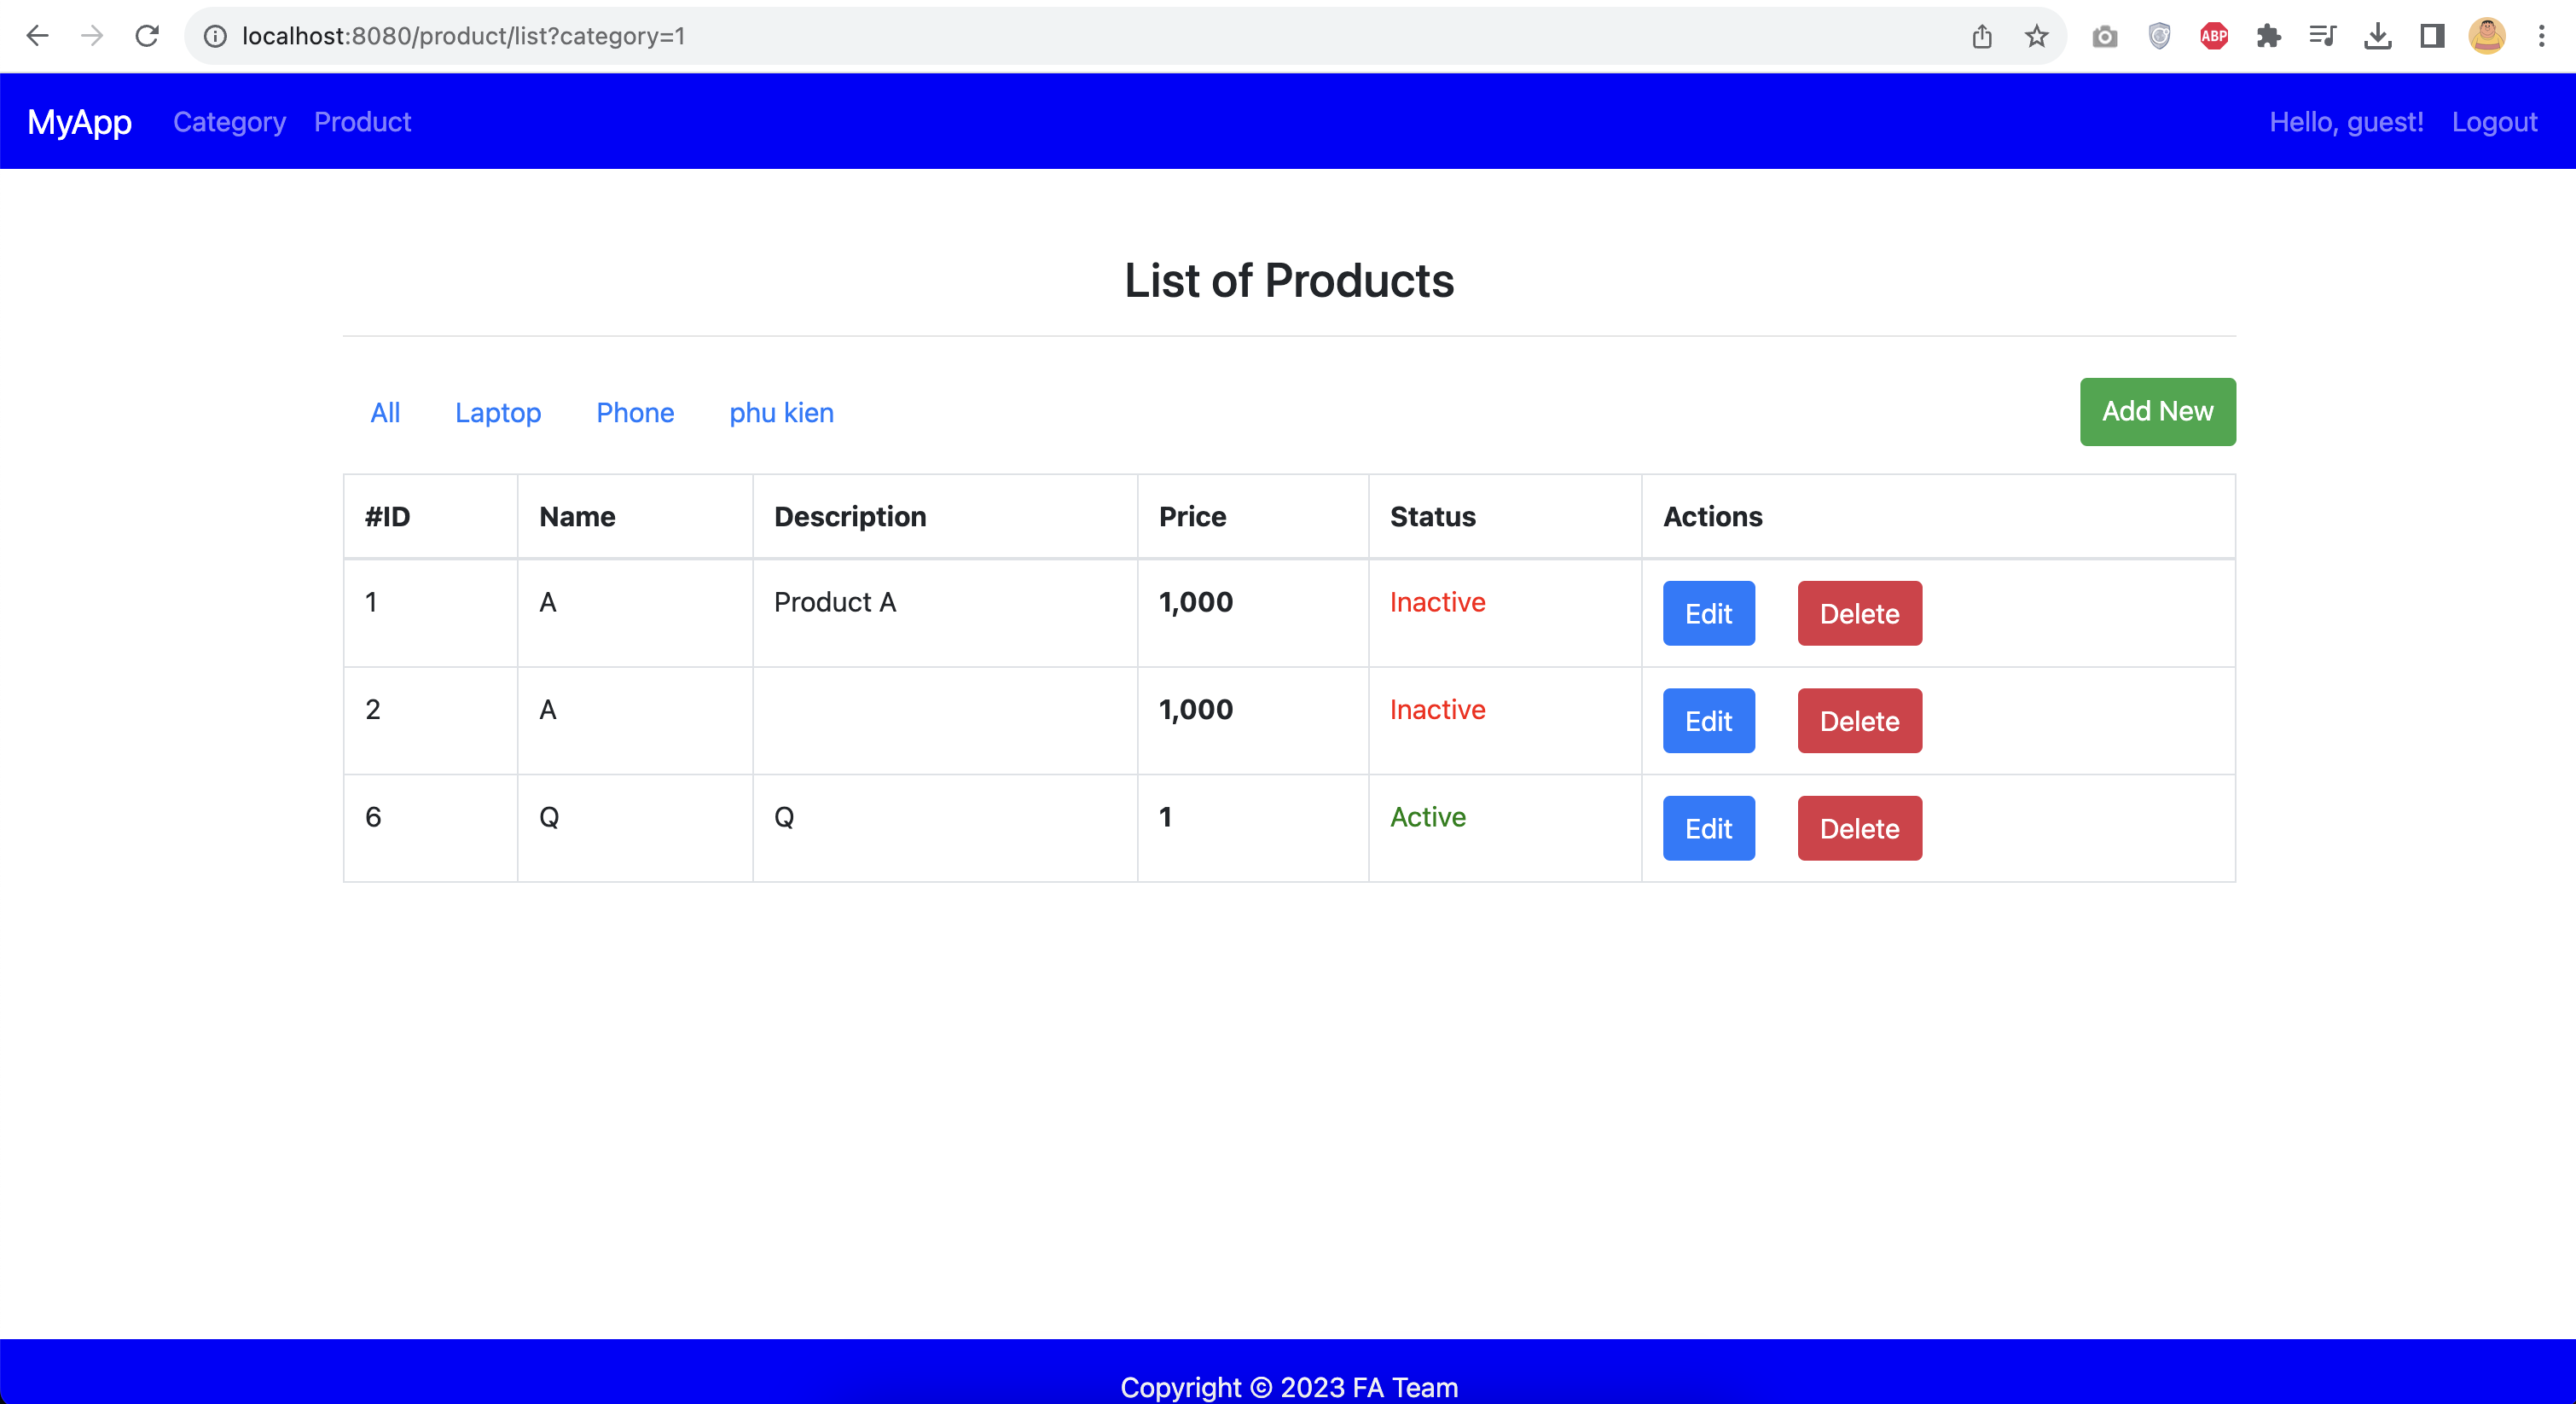 localhost:8080/product/list?category=1
ABP
MyApp Category Product Hello, guest! Logout
List of Products
All Laptop Phone phu kien Add New
#ID Name Description Price Status Actions
1 A Product A 1,000 Inactive Edit Delete
2 A 1,000 Inactive Edit Delete
6 Q Q 1 Active Edit Delete
Copyright © 2023 FA Team